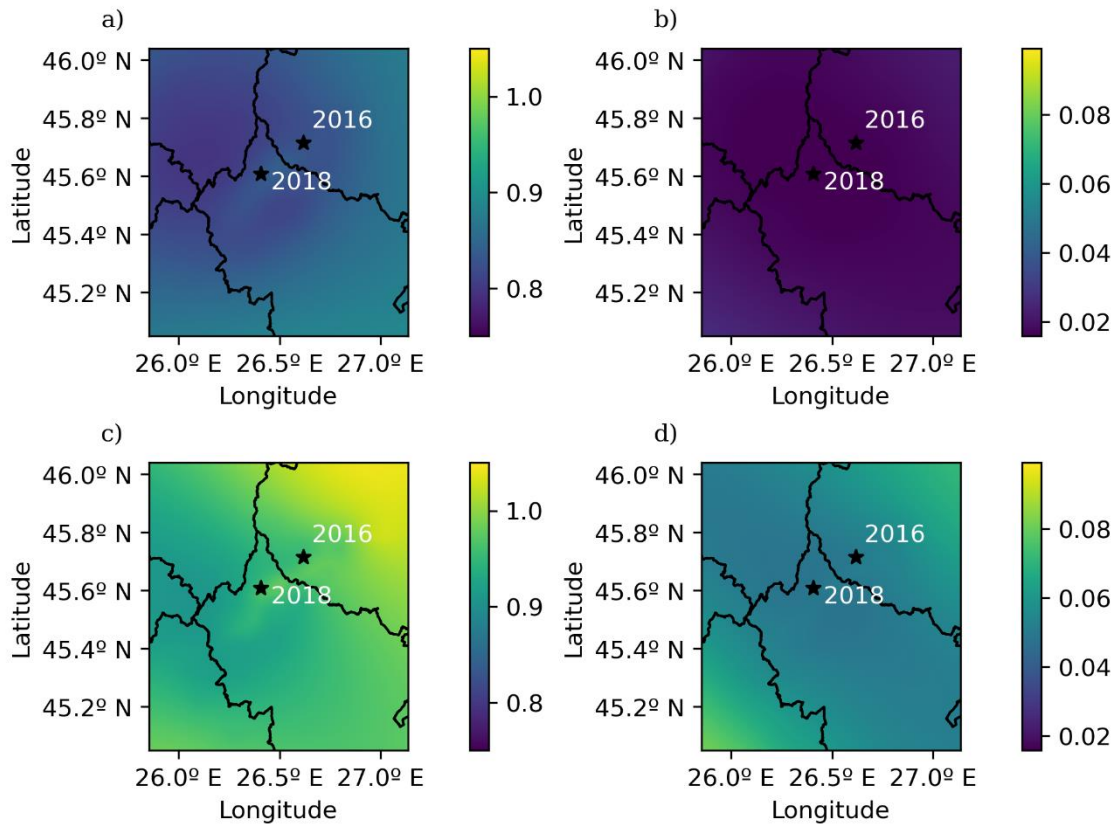 a)
46.0º N
45.8º N
45.6º N
45.4º N
45.2º N
Latitude
2016
2018
26.0º E 26.5º E 27.0º E
Longitude
1.0
0.9
0.8
b)
46.0º N
45.8º N
45.6º N
45.4º N
45.2º N
Latitude
2016
2018
26.0º E 26.5º E 27.0º E
Longitude
0.08
0.06
0.04
0.02
c)
46.0º N
45.8º N
45.6º N
45.4º N
45.2º N
Latitude
2016
2018
26.0º E 26.5º E 27.0º E
Longitude
1.0
0.9
0.8
d)
46.0º N
45.8º N
45.6º N
45.4º N
45.2º N
Latitude
2016
2018
26.0º E 26.5º E 27.0º E
Longitude
0.08
0.06
0.04
0.02